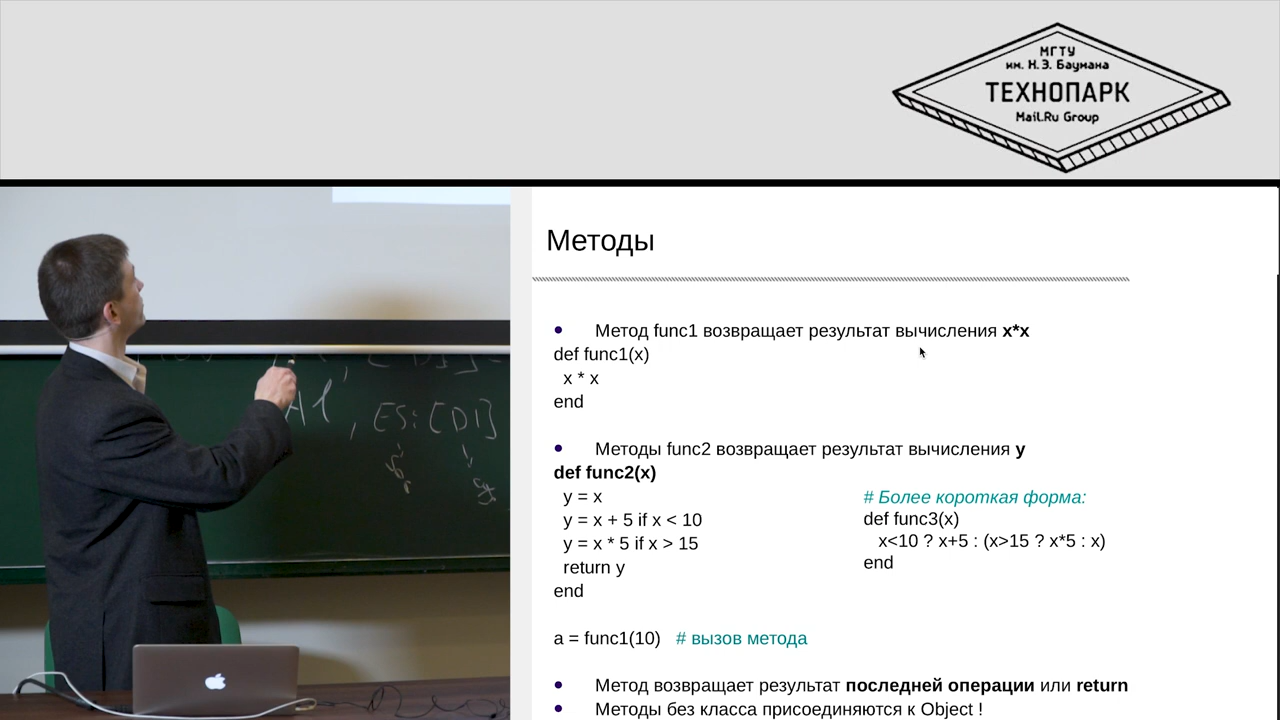 МГТУ
им. Н.Э. Баумана
ТЕХНОПАРК
Mail.Ru Group
Методы
• Метод func1 возвращает результат вычисления x*x
def func1(x)
x * x
end
• Методы func2 возвращает результат вычисления y
def func2(x)
y = x
y = x + 5 if x < 10
y = x * 5 if x > 15
return y
end
# Более короткая форма:
def func3(x)
x<10 ? x+5 : (x>15 ? x*5 : x)
end
a = func1(10) # вызов метода
• Метод возвращает результат последней операции или return
• Методы без класса присоединяются к Object !
Al, ES:[DI]